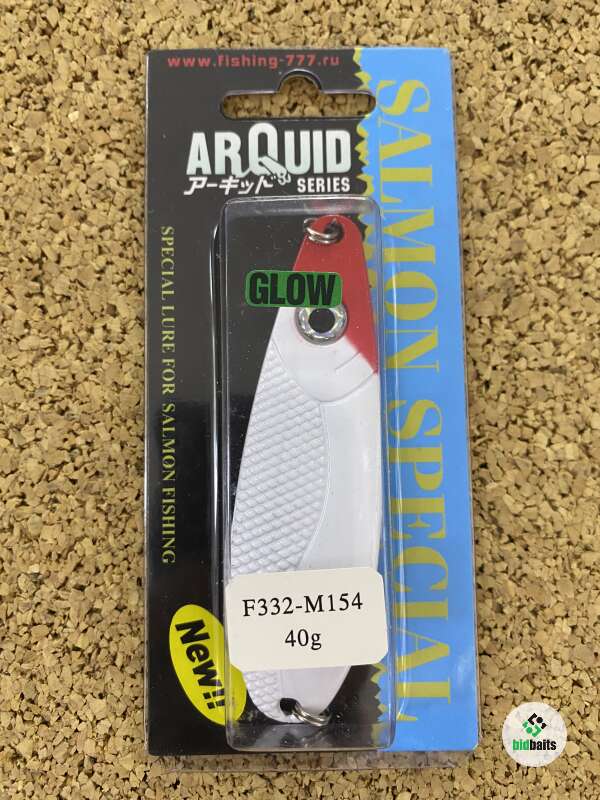 www.fishing-777.ru
ARQUID
アーキッド
SERIES
GLOW
SPECIAL LURE FOR SALMON FISHING
SALMON SPECIAL
F332-M154
40g
New!!
bidbaits